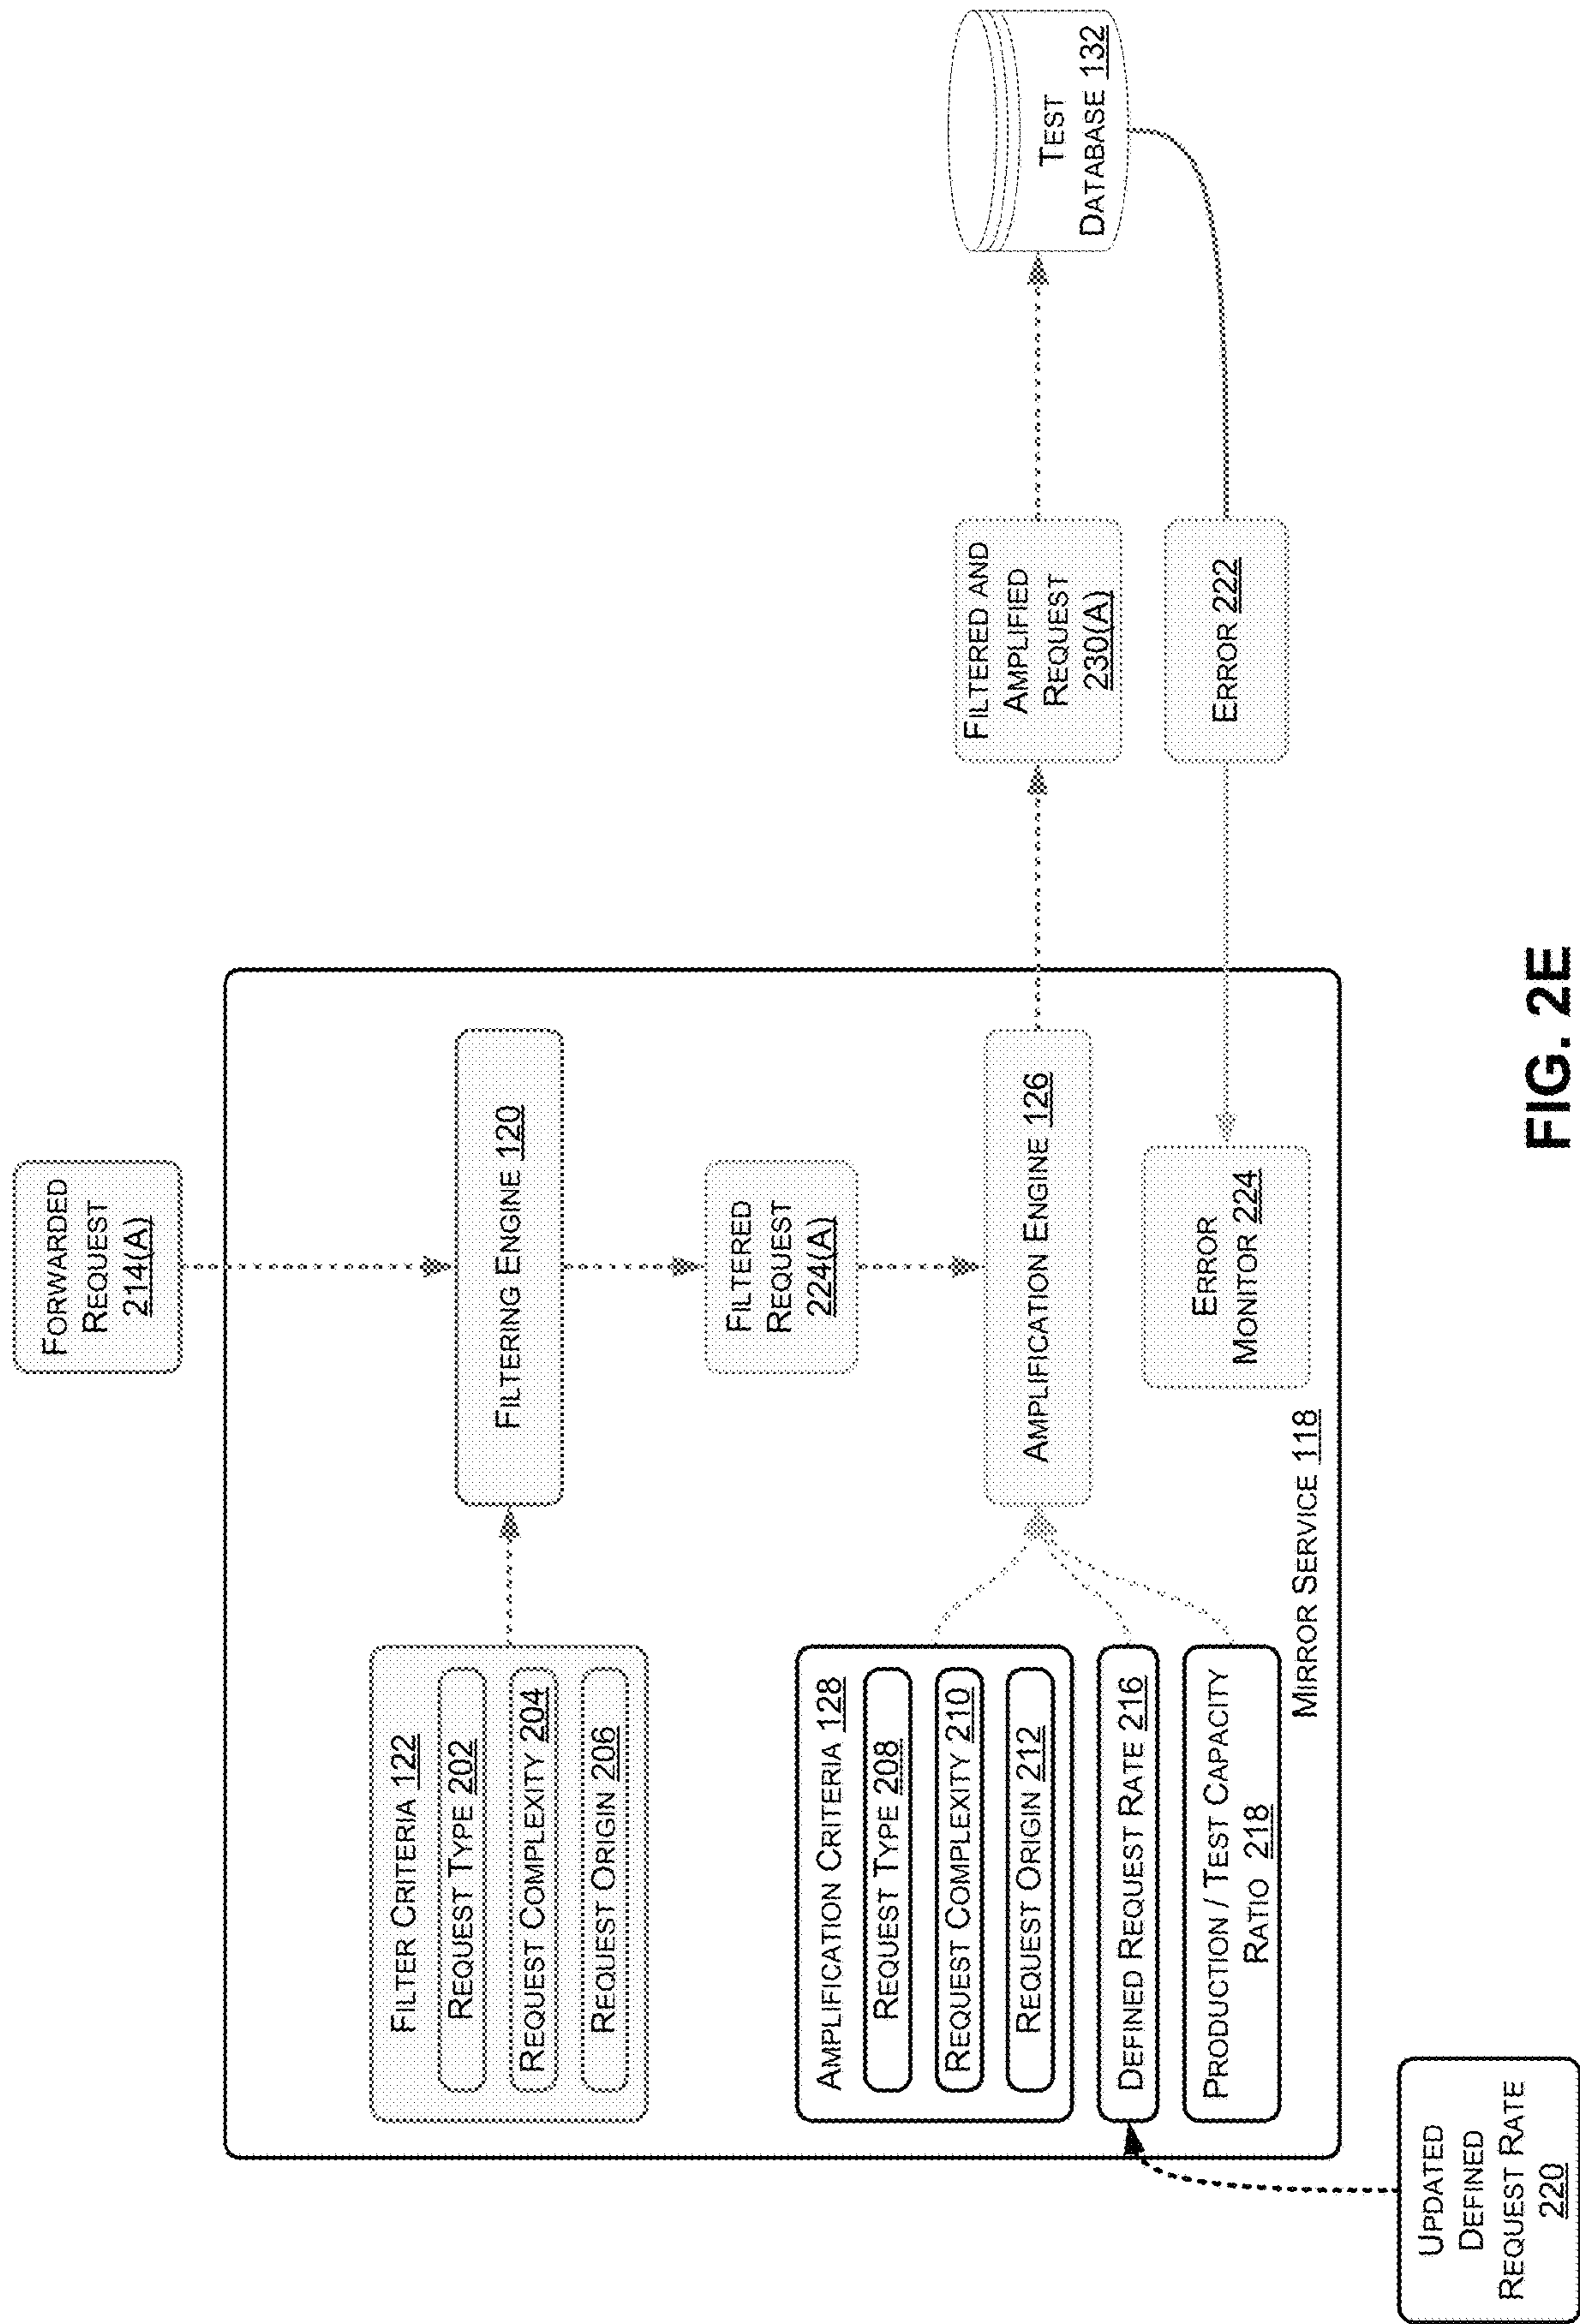 FORWARDED
REQUEST
214(A)
FILTER CRITERIA 122
REQUEST TYPE 202
REQUEST COMPLEXITY 204
REQUEST ORIGIN 206
FILTERING ENGINE 120
FILTERED
REQUEST
224(A)
AMPLIFICATION CRITERIA 128
REQUEST TYPE 208
REQUEST COMPLEXITY 210
REQUEST ORIGIN 212
DEFINED REQUEST RATE 216
PRODUCTION / TEST CAPACITY
RATIO 218
AMPLIFICATION ENGINE 126
ERROR
MONITOR 224
MIRROR SERVICE 118
FILTERED AND
AMPLIFIED
REQUEST
230(A)
ERROR 222
TEST
DATABASE 132
UPDATED
DEFINED
REQUEST RATE
220
FIG. 2E